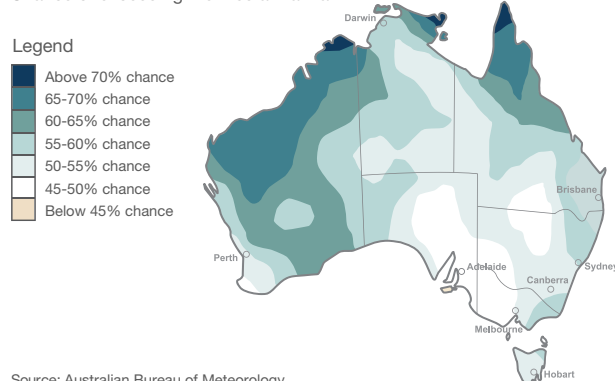 Legend
Above 70% chance
65-70% chance
60-65% chance
55-60% chance
50-55% chance
45-50% chance
Below 45% chance
Darwin
Brisbane
Perth
Adelaide
Sydney
Canberra
Melbourne
Hobart
Source: Australian Bureau of Meteorology